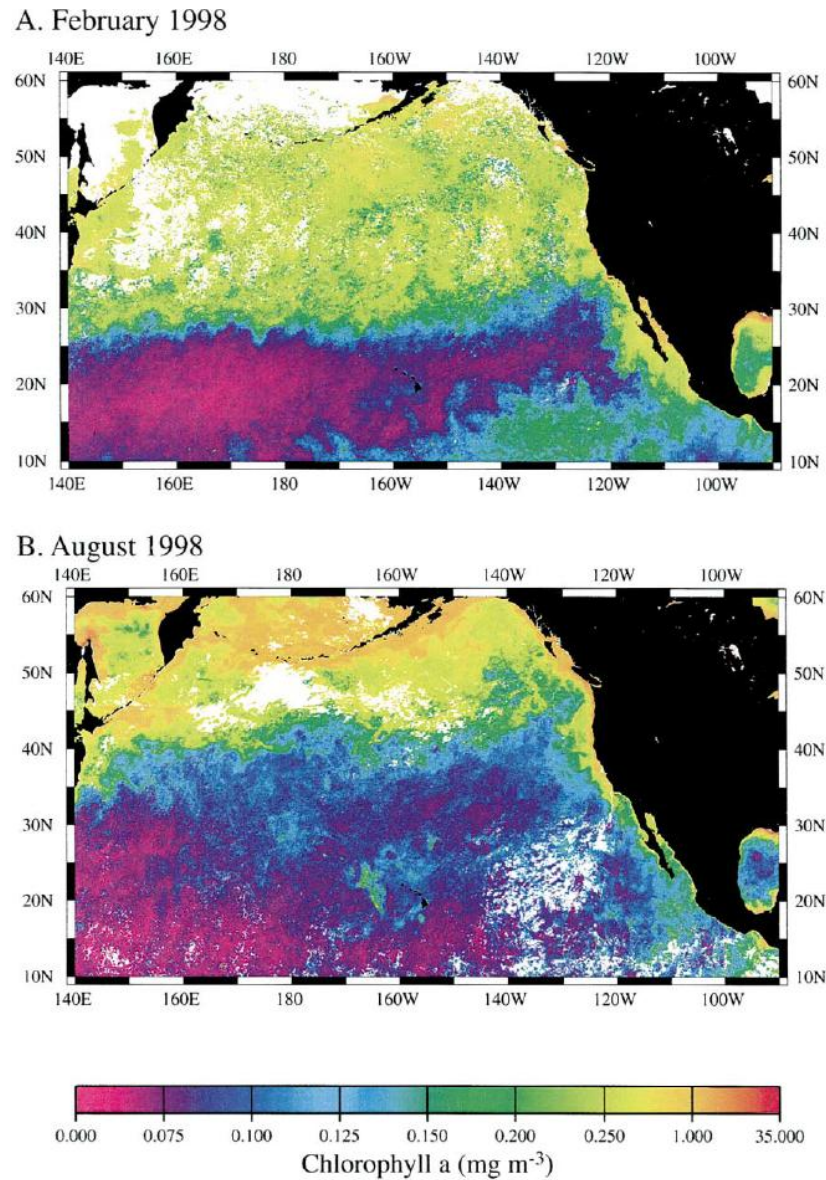 A. February 1998
140E 160E 180 160W 140W 120W 100W
60N 60N
50N 50N
40N 40N
30N 30N
20N 20N
10N 10N
140E 160E 180 160W 140W 120W 100W
B. August 1998
140E 160E 180 160W 140W 120W 100W
60N 60N
50N 50N
40N 40N
30N 30N
20N 20N
10N 10N
140E 160E 180 160W 140W 120W 100W
0.000 0.075 0.100 0.125 0.150 0.200 0.250 1.000 35.000
Chlorophyll a (mg m⁻³)